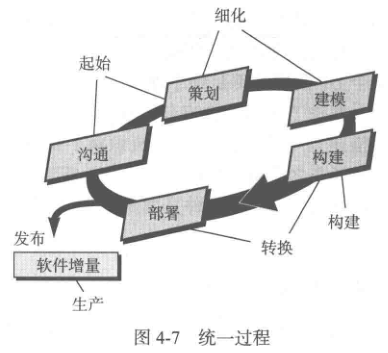 细化
起始
策划
建模
沟通
构建
部署
构建
发布
转换
软件增量
生产
图 4-7 统一过程